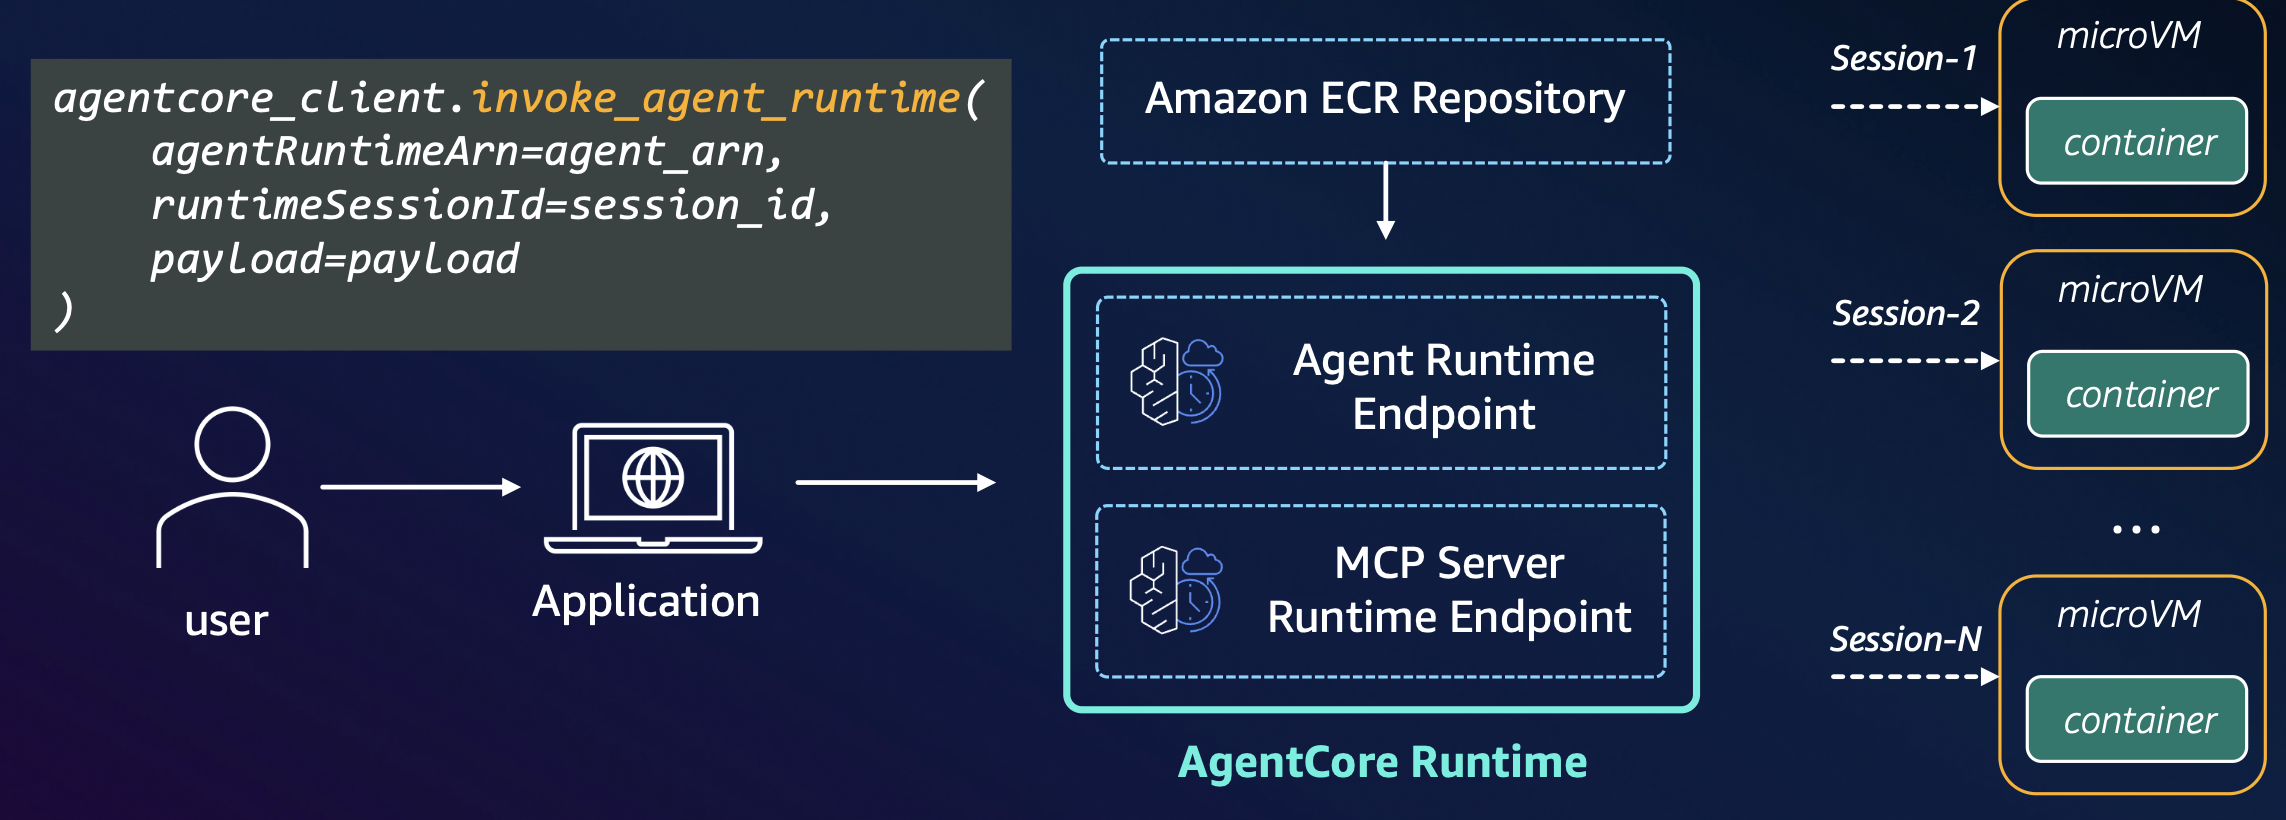 agentcore_client.invoke_agent_runtime(
agentRuntimeArn=agent_arn,
runtimeSessionId=session_id,
payload=payload
)
user
Application
Amazon ECR Repository
Agent Runtime
Endpoint
MCP Server
Runtime Endpoint
AgentCore Runtime
Session-1
microVM
container
Session-2
microVM
container
...
Session-N
microVM
container